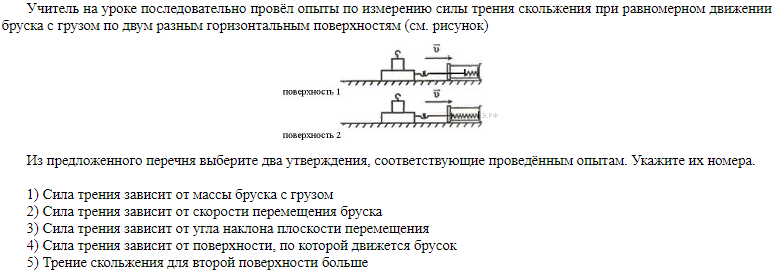 Учитель на уроке последовательно провёл опыты по измерению силы трения скольжения при равномерном движении
бруска с грузом по двум разным горизонтальным поверхностям (см. рисунок)
υ
поверхность 1
υ
поверхность 2
Из предложенного перечня выберите два утверждения, соответствующие проведённым опытам. Укажите их номера.
1) Сила трения зависит от массы бруска с грузом
2) Сила трения зависит от скорости перемещения бруска
3) Сила трения зависит от угла наклона плоскости перемещения
4) Сила трения зависит от поверхности, по которой движется брусок
5) Трение скольжения для второй поверхности больше